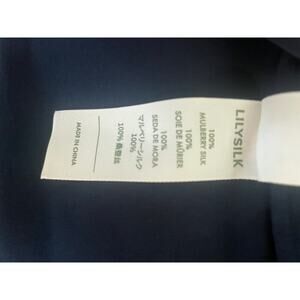 LILYSILK
100%
MULBERRY SILK
100%
SOIE DE MÛRIER
100%
SEDA DE MORA
マルベリーシルク
100%
100% 桑蚕丝
MADE IN CHINA